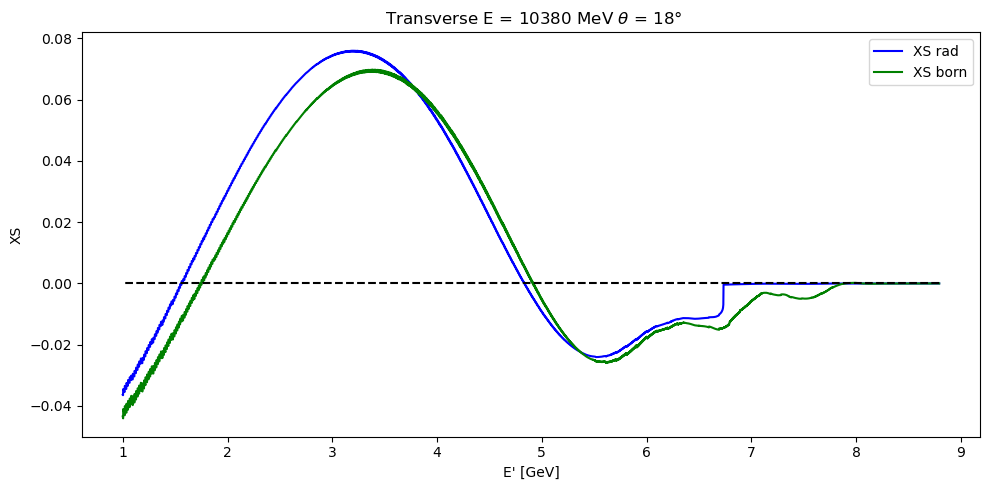 Transverse E = 10380 MeV θ = 18°
XS rad
XS born
XS
0.08
0.06
0.04
0.02
0.00
−0.02
−0.04
1 2 3 4 5 6 7 8 9
E' [GeV]